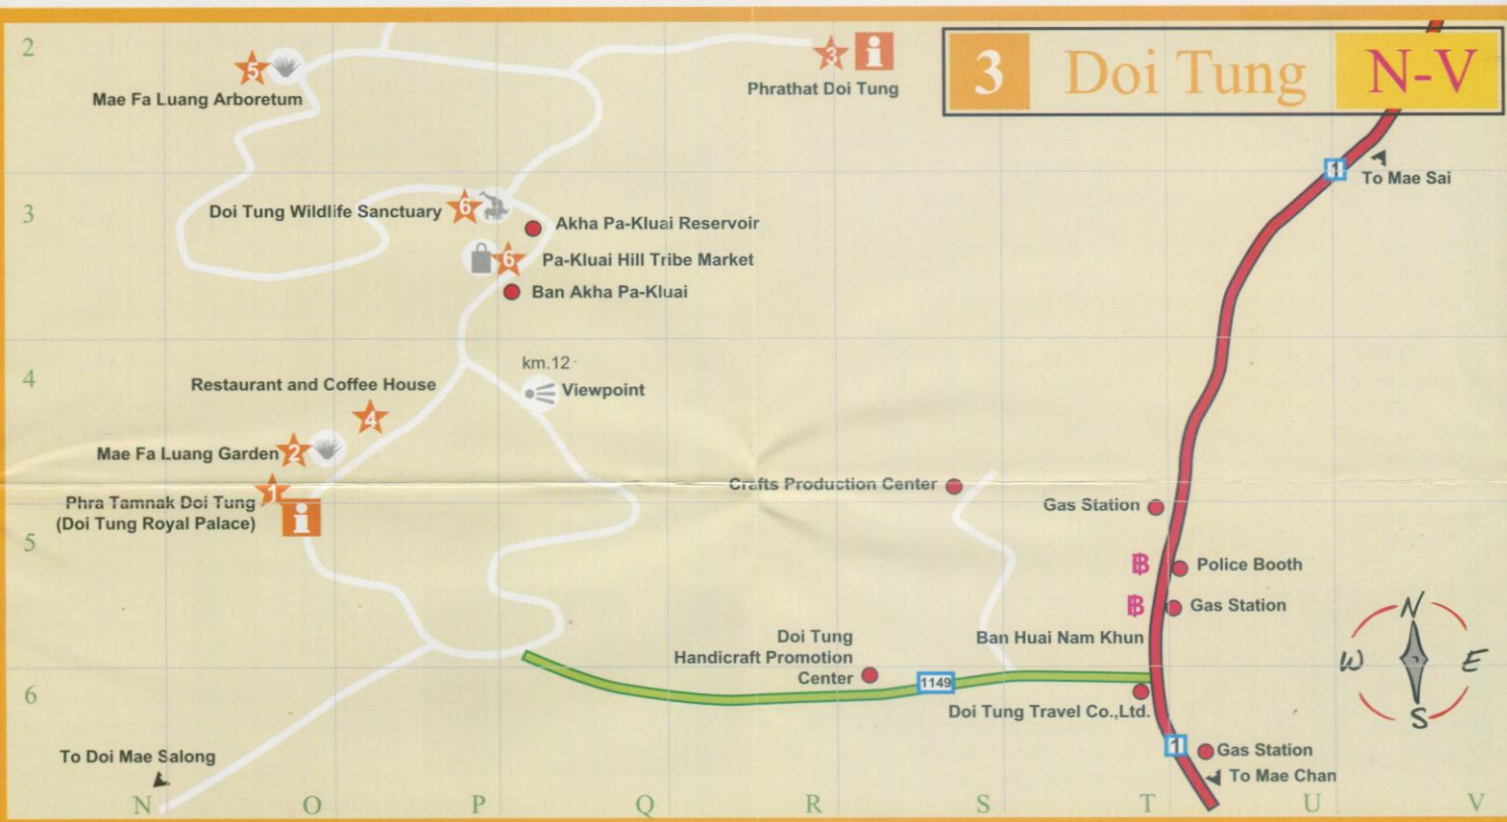 2
5
Mae Fa Luang Arboretum
3 i
Phrathat Doi Tung
3 Doi Tung N-V
1
To Mae Sai
3
Doi Tung Wildlife Sanctuary 6
Akha Pa-Kluai Reservoir
6 Pa-Kluai Hill Tribe Market
Ban Akha Pa-Kluai
4
km.12
Viewpoint
Restaurant and Coffee House
4
Mae Fa Luang Garden 2
1
Phra Tamnak Doi Tung
(Doi Tung Royal Palace)
i
Crafts Production Center
Gas Station
5
฿ Police Booth
฿ Gas Station
Ban Huai Nam Khun
Doi Tung
Handicraft Promotion
Center
1149
6
Doi Tung Travel Co.,Ltd.
N
W E
S
1
Gas Station
To Mae Chan
To Doi Mae Salong
N O P Q R S T U V